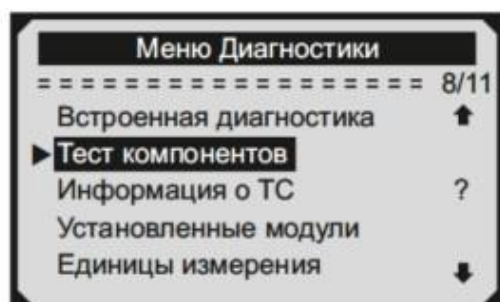 Меню Диагностики
= = = = = = = = = = = = = = = = = = 8/11
Встроенная диагностика
Тест компонентов
Информация о ТС ?
Установленные модули
Единицы измерения